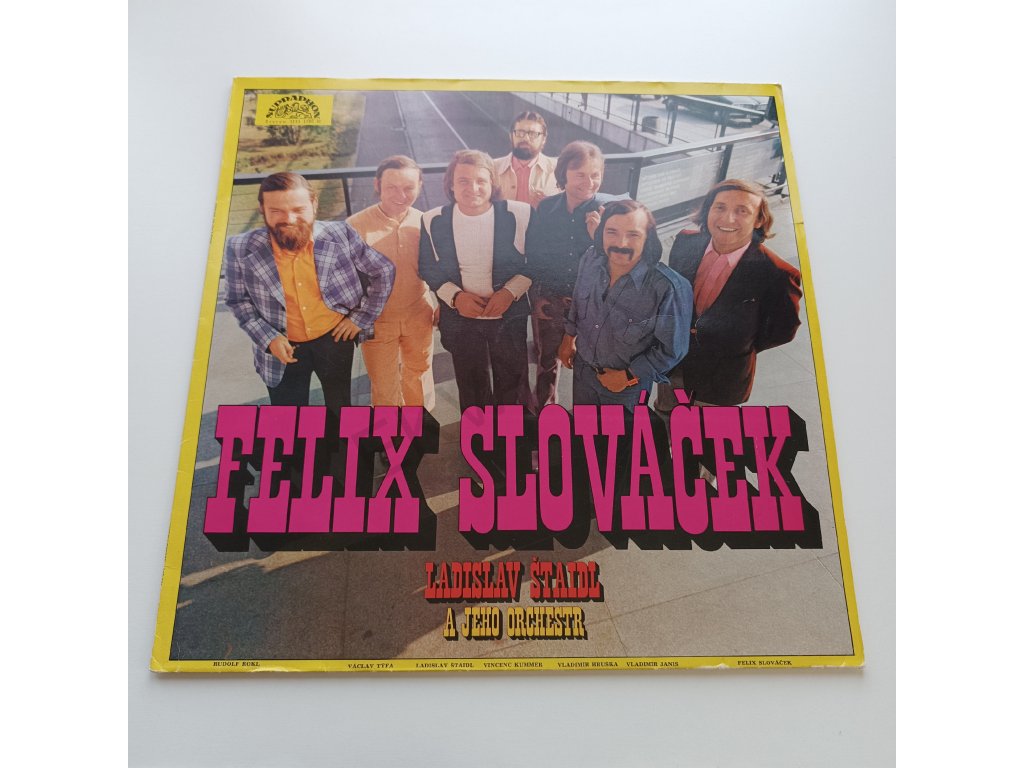 SUPRAPHON
FELIX SLOVÁČEK
LADISLAV ŠTAIDL
A JEHO ORCHESTR
RUDOLF ROKL VÁCLAV TÝFA LADISLAV ŠTAIDL VINCENC KUMMER VLADIMÍR HRUŠKA VLADIMÍR JANIŠ FELIX SLOVÁČEK